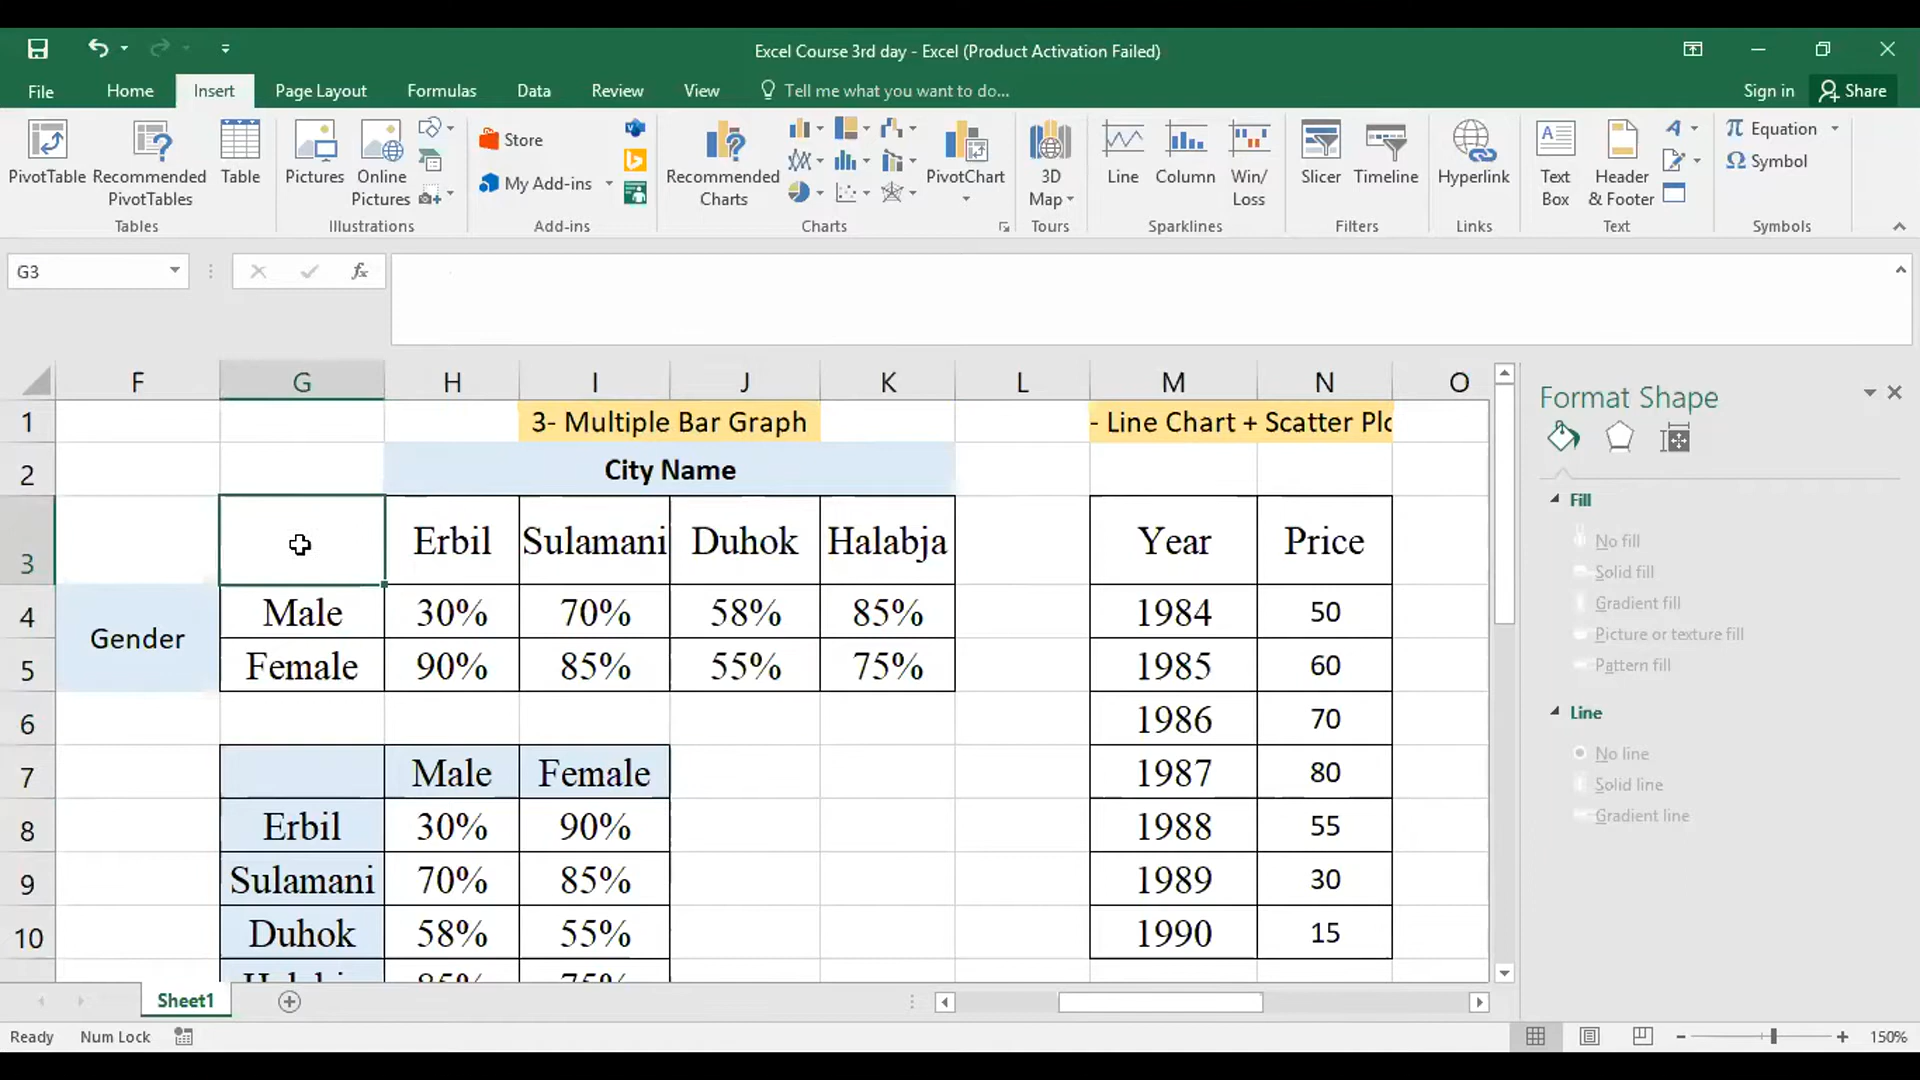 Excel Course 3rd day - Excel (Product Activation Failed)
File Home Insert Page Layout Formulas Data Review View Tell me what you want to do... Sign in Share
PivotTable
Recommended
PivotTables
Table
Tables
Pictures
Online
Pictures
Illustrations
Store
My Add-ins
Add-ins
Recommended
Charts
PivotChart
Charts
3D
Map
Tours
Line
Column
Win/
Loss
Sparklines
Slicer
Timeline
Filters
Hyperlink
Links
Text
Box
Header
& Footer
Text
π Equation
Ω Symbol
Symbols
G3
fx
F G H I J K L M N O
1 3- Multiple Bar Graph - Line Chart + Scatter Plo
2 City Name
3 Erbil Sulamani Duhok Halabja Year Price
4 Male 30% 70% 58% 85% 1984 50
Gender
5 Female 90% 85% 55% 75% 1985 60
6 1986 70
7 Male Female 1987 80
8 Erbil 30% 90% 1988 55
9 Sulamani 70% 85% 1989 30
10 Duhok 58% 55% 1990 15
Format Shape
Fill
No fill
Solid fill
Gradient fill
Picture or texture fill
Pattern fill
Line
No line
Solid line
Gradient line
Sheet1
Ready Num Lock 150%